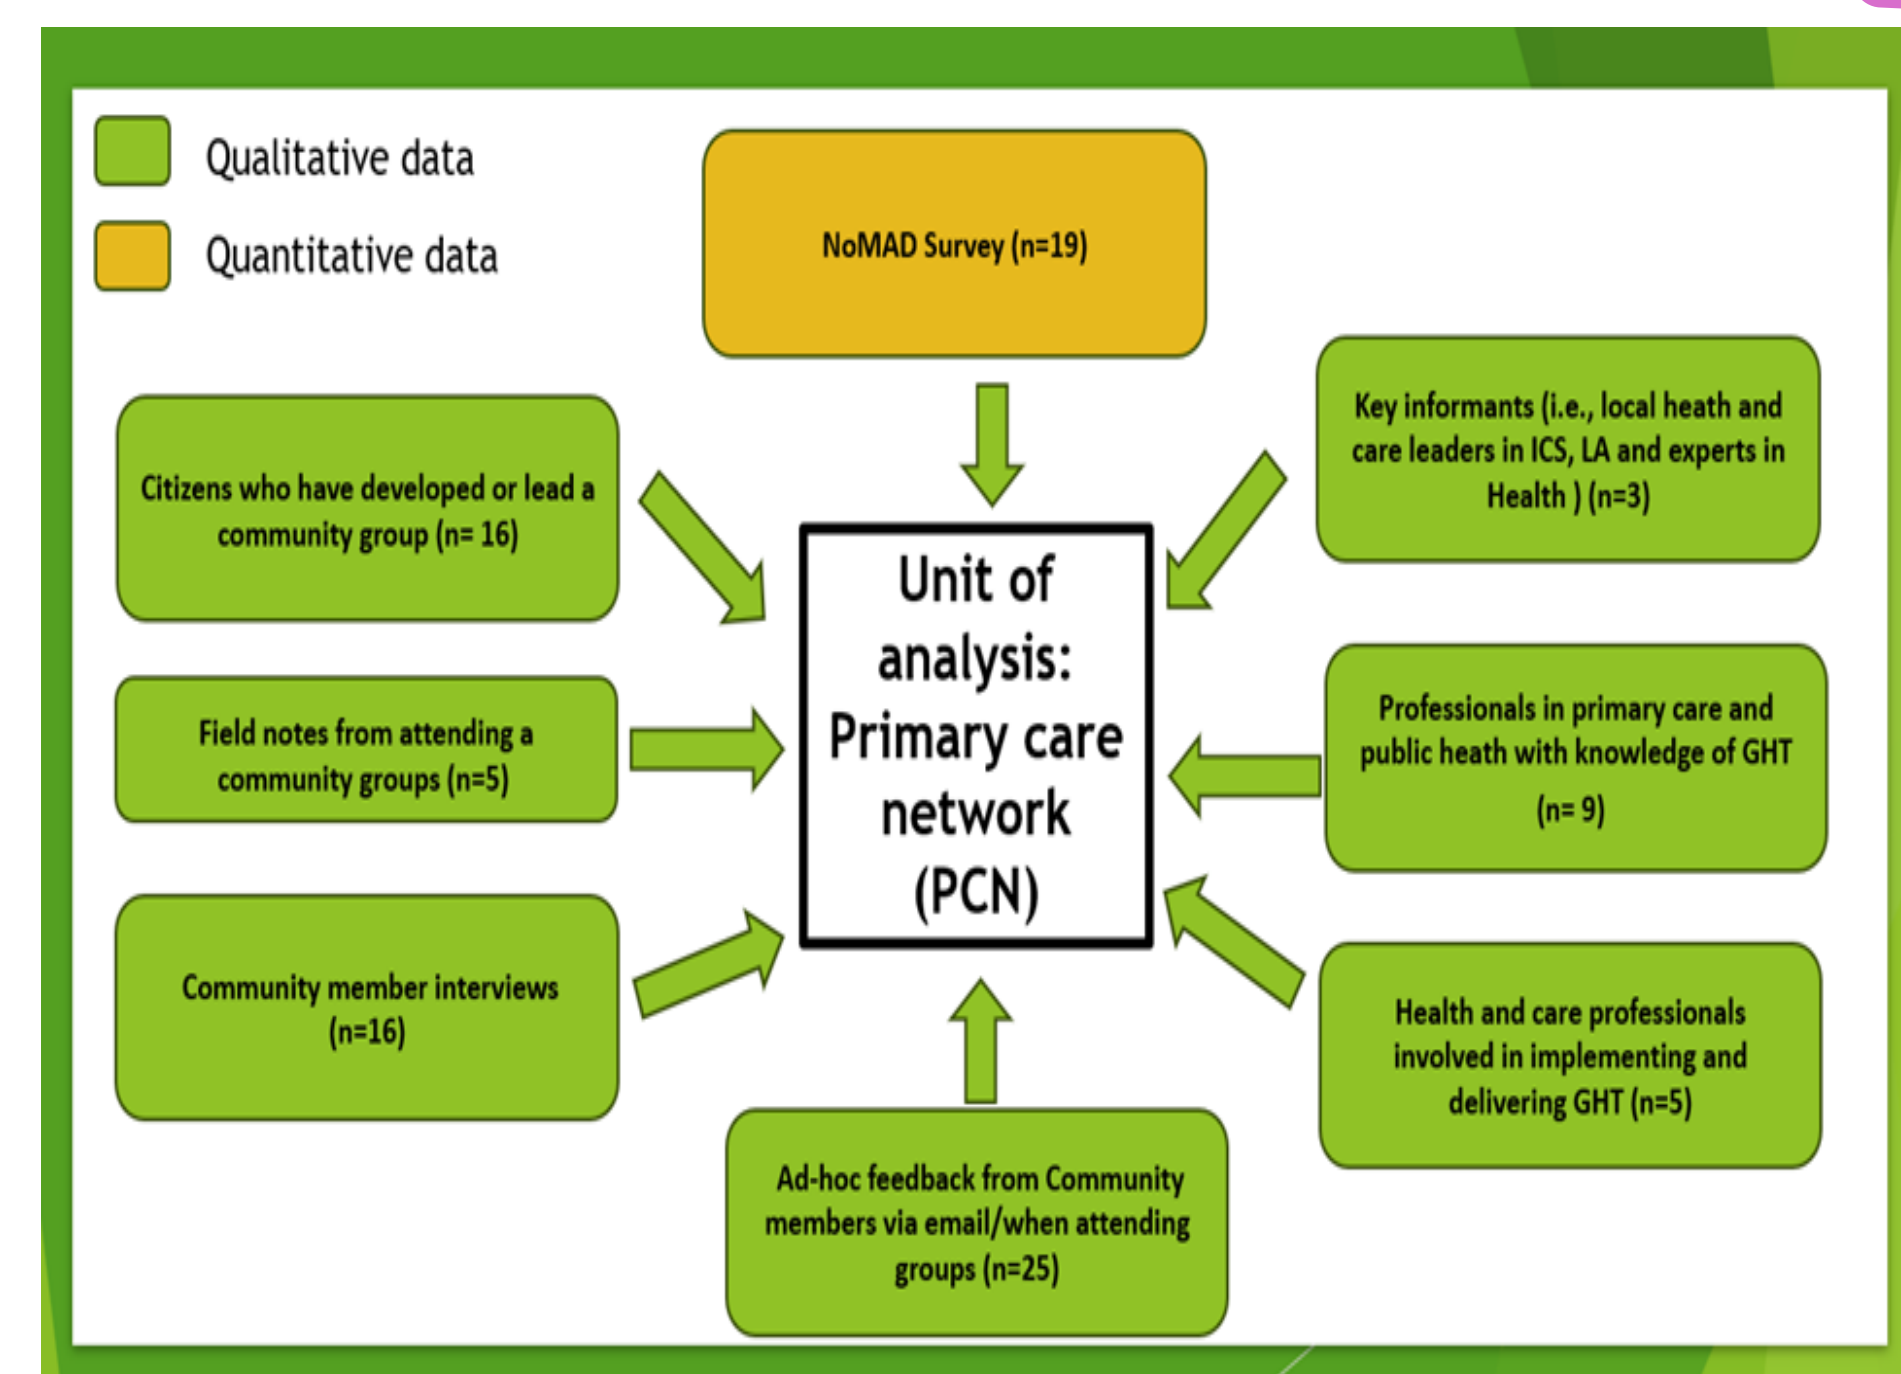 Qualitative data
Quantitative data
NoMAD Survey (n=19)
Citizens who have developed or lead a
community group (n= 16)
Field notes from attending a
community groups (n=5)
Community member interviews
(n=16)
Unit of
analysis:
Primary care
network
(PCN)
Key informants (i.e., local heath and
care leaders in ICS, LA and experts in
Health ) (n=3)
Professionals in primary care and
public heath with knowledge of GHT
(n= 9)
Health and care professionals
involved in implementing and
delivering GHT (n=5)
Ad-hoc feedback from Community
members via email/when attending
groups (n=25)